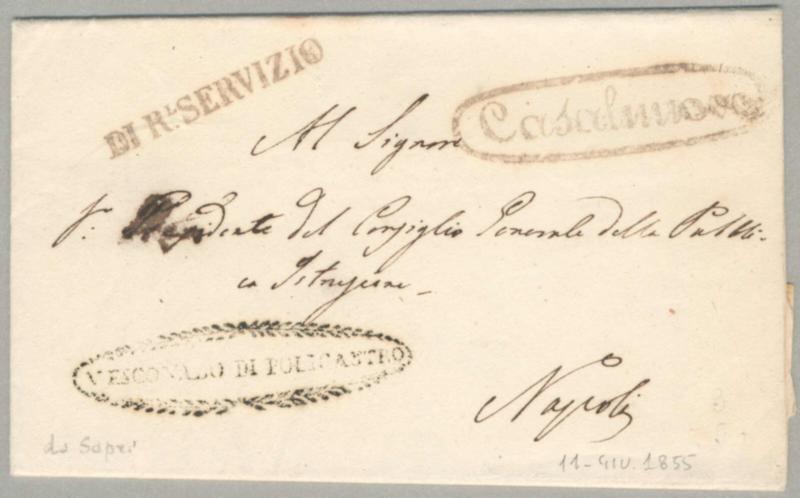 DI R.L SERVIZIO
Casalnuovo
Al Signore
Presidente del Consiglio Generale della Pubbli-
ca Istruzione
VESCOVADO DI POLICASTRO
Napoli
da Sapri
11-GIU. 1855